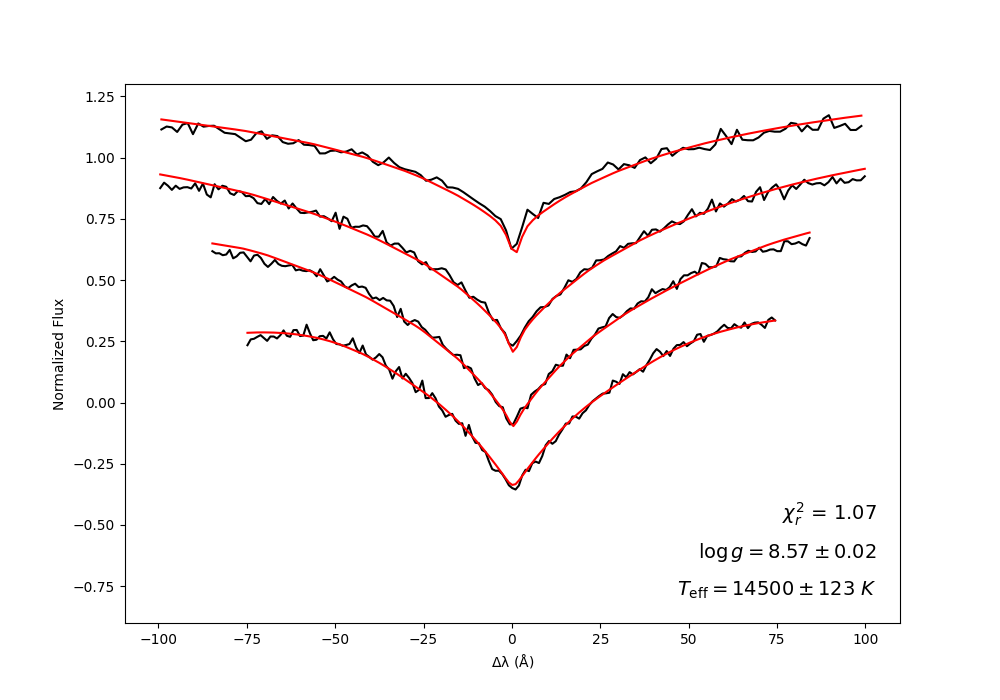 1.25
1.00
0.75
0.50
0.25
0.00
−0.25
−0.50
−0.75
Normalized Flux
χ²ᵣ = 1.07
log g = 8.57 ± 0.02
T_eff = 14500 ± 123 K
−100 −75 −50 −25 0 25 50 75 100
Δλ (Å)